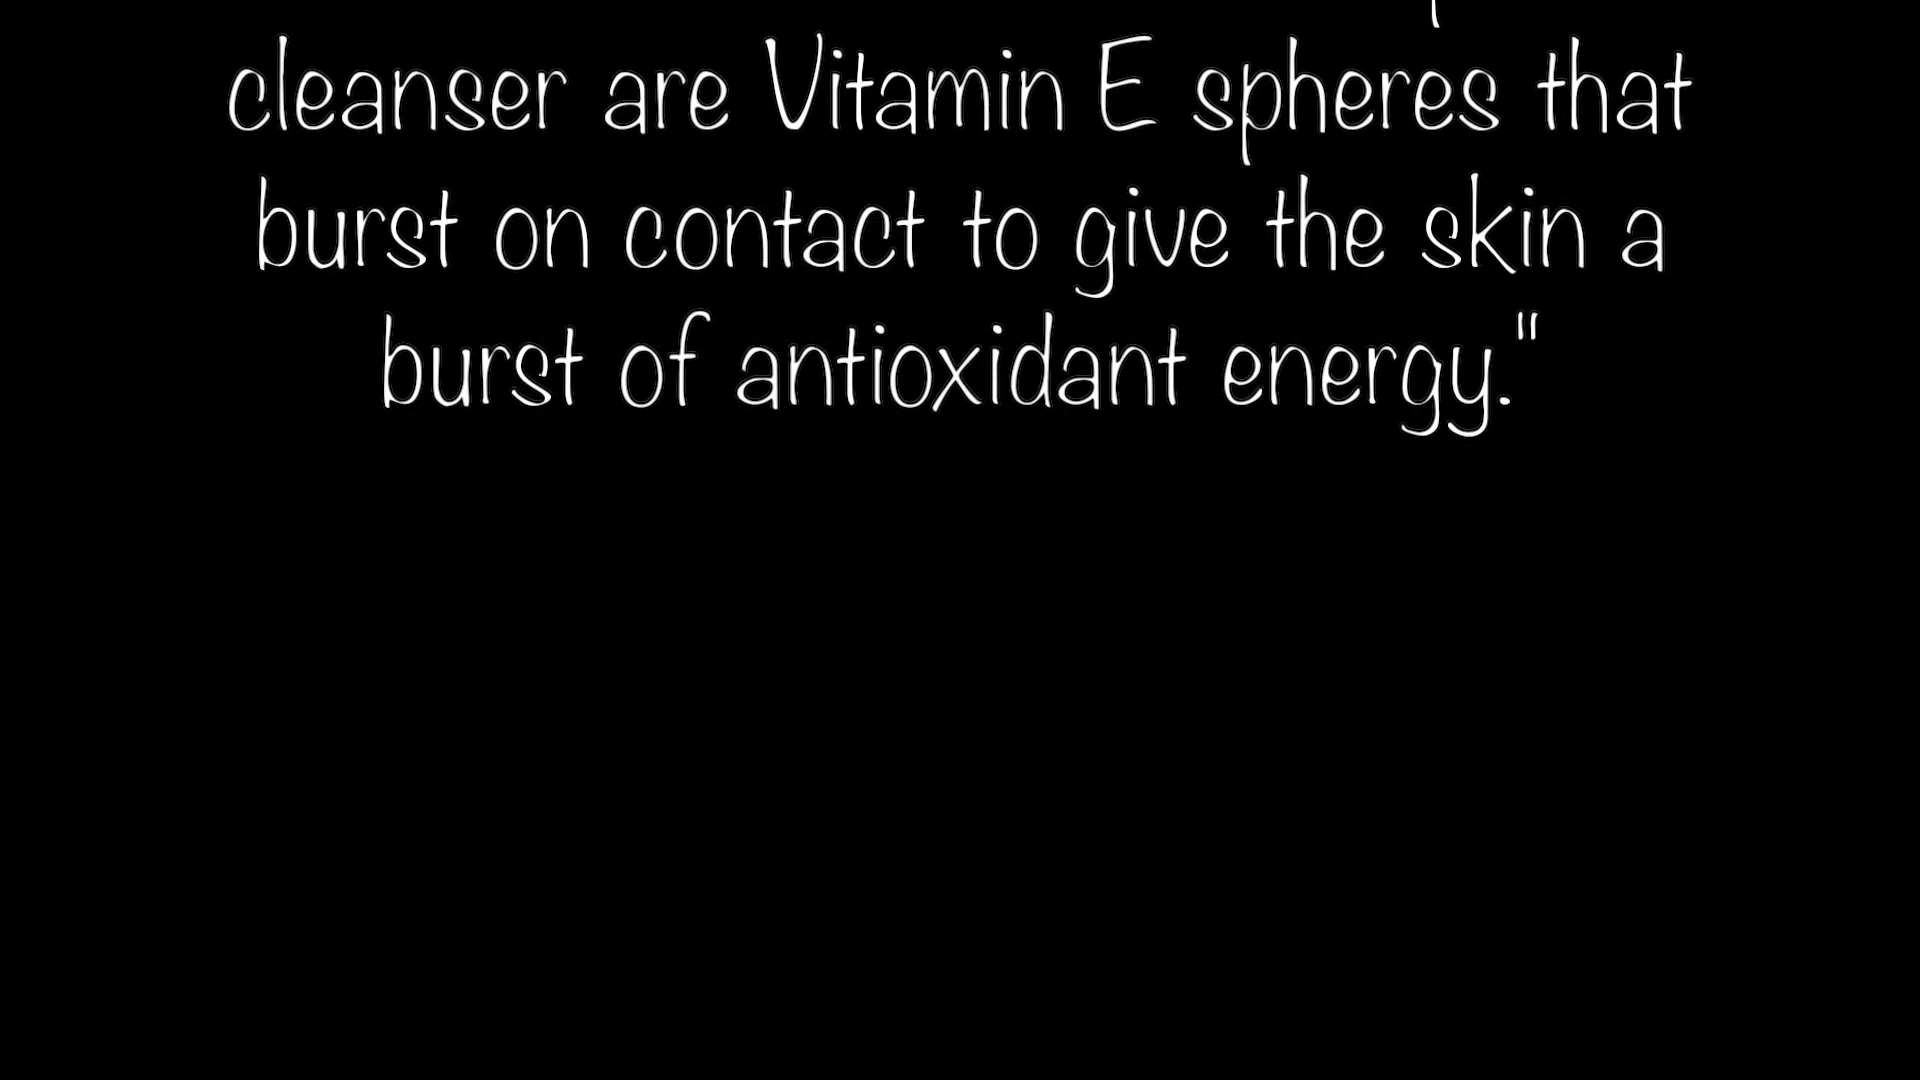 cleanser are Vitamin E spheres that
burst on contact to give the skin a
burst of antioxidant energy."